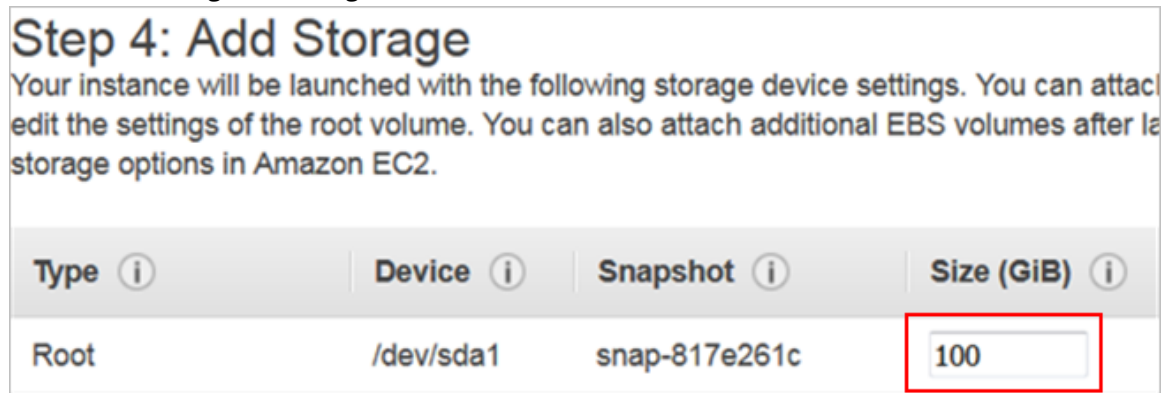 Step 4: Add Storage
Your instance will be launched with the following storage device settings. You can
edit the settings of the root volume. You can also attach additional EBS volumes after
storage options in Amazon EC2.
Type Device Snapshot Size (GiB)
Root /dev/sda1 snap-817e261c 100